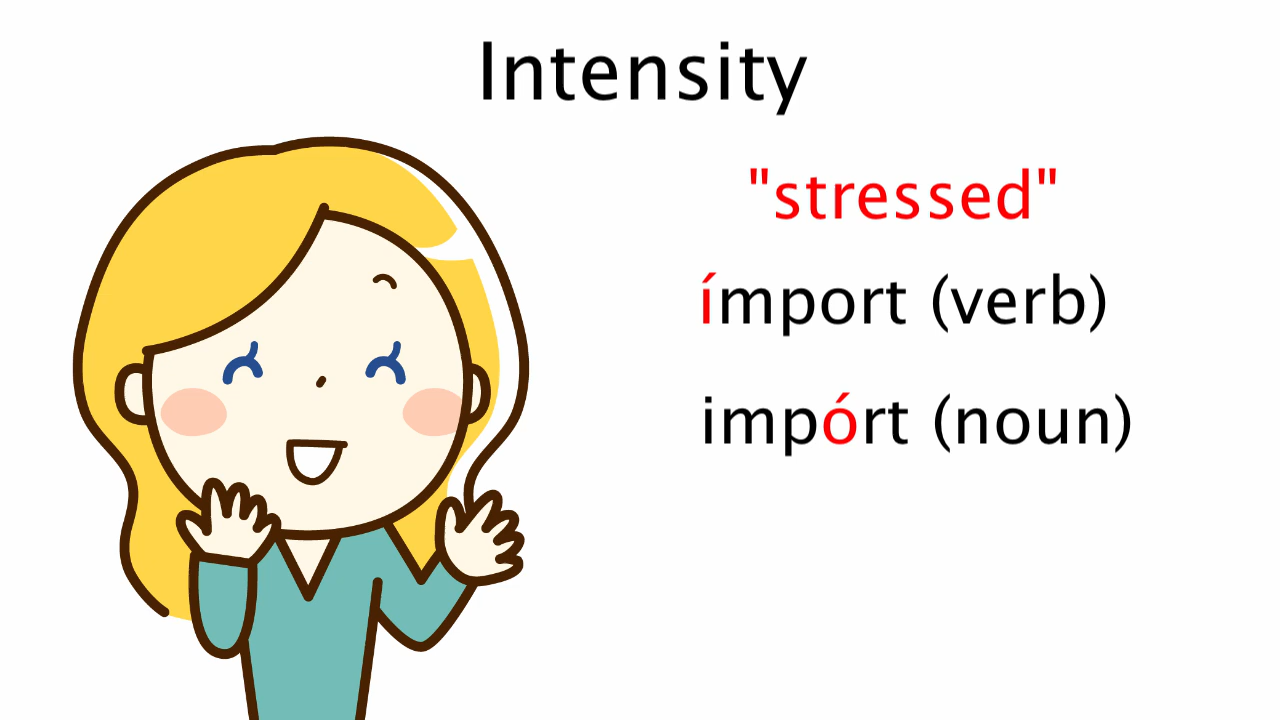 Intensity
"stressed"
ímport (verb)
impórt (noun)